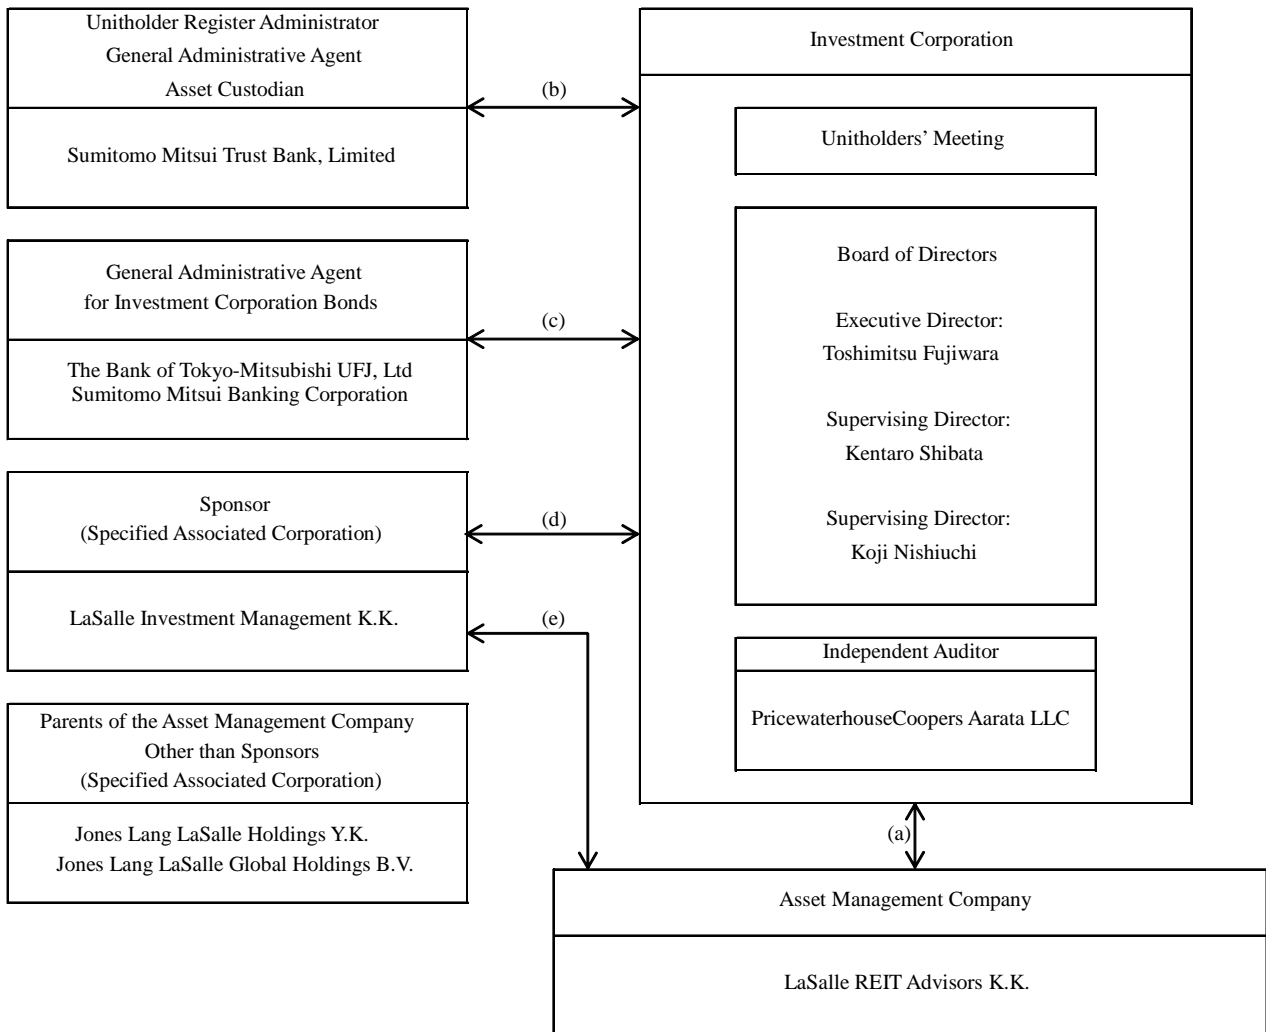 Unitholder Register Administrator
General Administrative Agent
Asset Custodian
Sumitomo Mitsui Trust Bank, Limited
(b)
General Administrative Agent
for Investment Corporation Bonds
The Bank of Tokyo-Mitsubishi UFJ, Ltd
Sumitomo Mitsui Banking Corporation
(c)
Sponsor
(Specified Associated Corporation)
LaSalle Investment Management K.K.
(d)
(e)
Parents of the Asset Management Company
Other than Sponsors
(Specified Associated Corporation)
Jones Lang LaSalle Holdings Y.K.
Jones Lang LaSalle Global Holdings B.V.
Investment Corporation
Unitholders’ Meeting
Board of Directors
Executive Director:
Toshimitsu Fujiwara
Supervising Director:
Kentaro Shibata
Supervising Director:
Koji Nishiuchi
Independent Auditor
PricewaterhouseCoopers Aarata LLC
(a)
Asset Management Company
LaSalle REIT Advisors K.K.